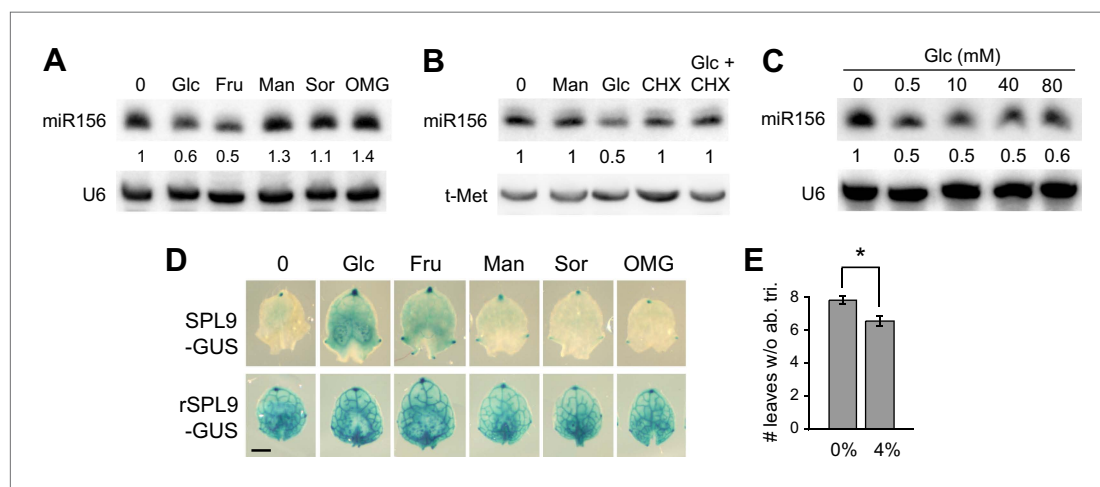 A
0 Glc Fru Man Sor OMG
miR156
1 0.6 0.5 1.3 1.1 1.4
U6
B
0 Man Glc CHX Glc + CHX
miR156
1 1 0.5 1 1
t-Met
C
Glc (mM)
0 0.5 10 40 80
miR156
1 0.5 0.5 0.5 0.6
U6
D
0 Glc Fru Man Sor OMG
SPL9
-GUS
rSPL9
-GUS
E
*
# leaves w/o ab. tri.
8
6
4
2
0
0% 4%